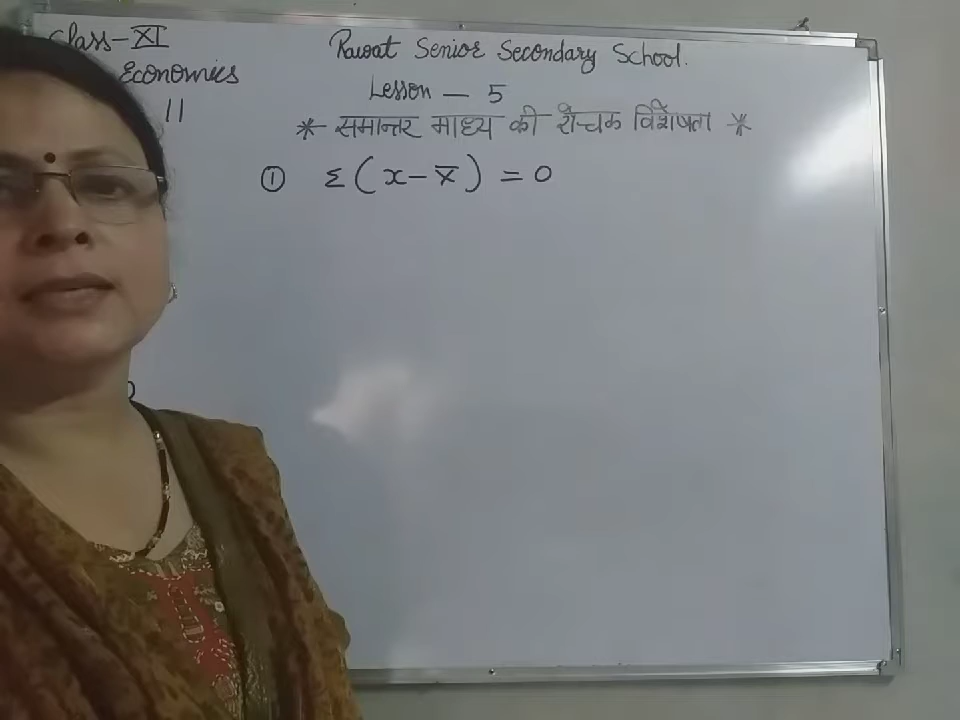 Class-XI
Rawat Senior Secondary School.
Economics
Lesson - 5
11
* समान्तर माध्य की रोचक विशेषता *
① Σ(x-x̄) = 0